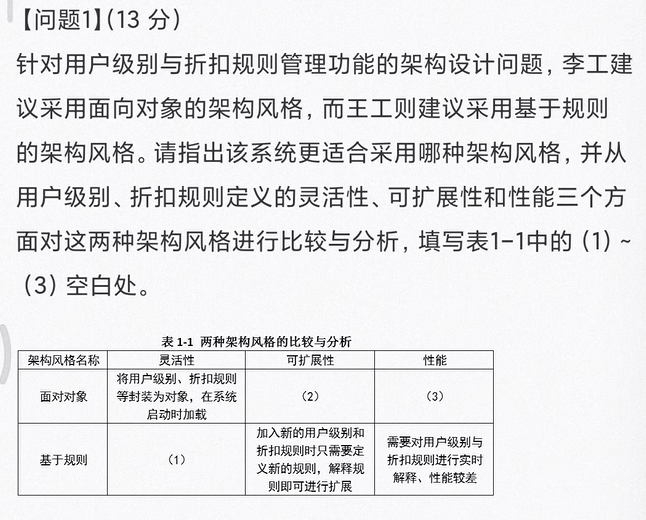 【问题1】(13 分)
针对用户级别与折扣规则管理功能的架构设计问题, 李工建
议采用面向对象的架构风格, 而王工则建议采用基于规则
的架构风格。请指出该系统更适合采用哪种架构风格, 并从
用户级别、折扣规则定义的灵活性、可扩展性和性能三个方
面对这两种架构风格进行比较与分析, 填写表1-1中的 (1) ~
(3) 空白处。
表 1-1 两种架构风格的比较与分析
架构风格名称 灵活性 可扩展性 性能
面对对象
将用户级别、折扣规则
等封装为对象，在系统
启动时加载
（2）
（3）
基于规则
（1）
加入新的用户级别和
折扣规则时只需要定
义新的规则，解释规
则即可进行扩展
需要对用户级别与
折扣规则进行实时
解释、性能较差